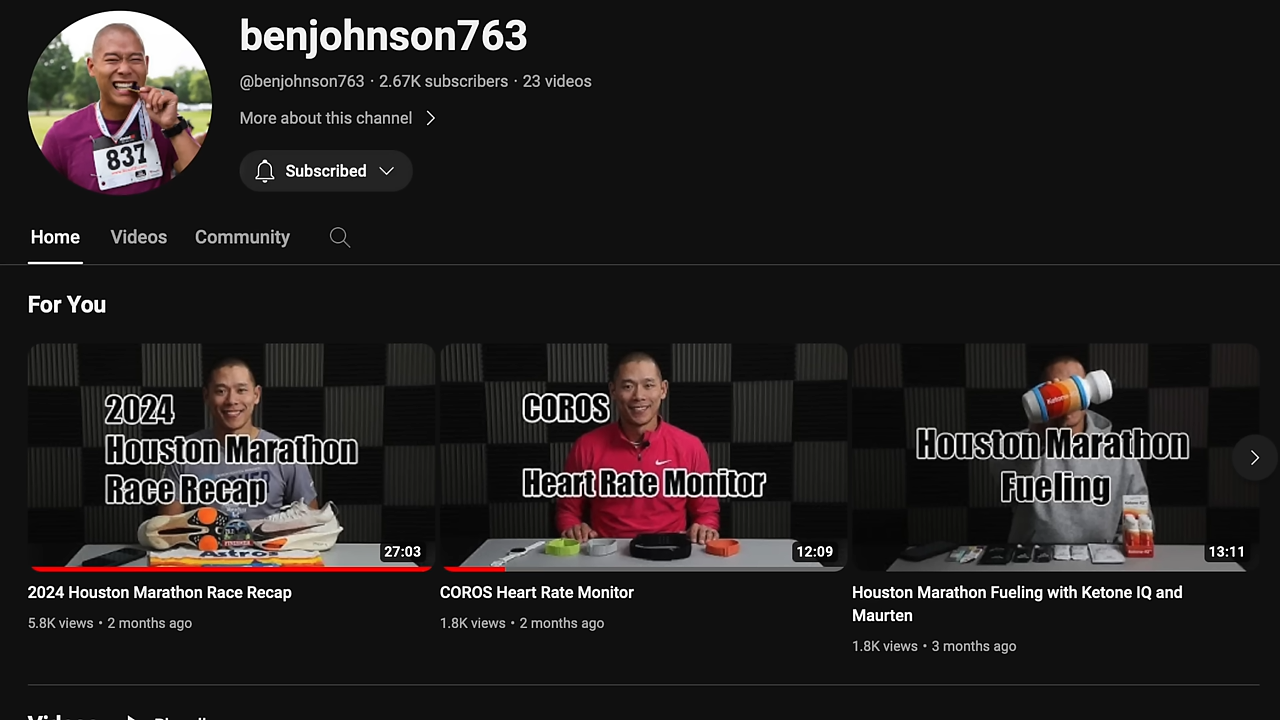 benjohnson763
@benjohnson763 · 2.67K subscribers · 23 videos
More about this channel
837
Subscribed
Home Videos Community
For You
2024
Houston Marathon
Race Recap
Astros
27:03
COROS
Heart Rate Monitor
12:09
Ketone
Houston Marathon
Fueling
13:11
2024 Houston Marathon Race Recap
5.8K views • 2 months ago
COROS Heart Rate Monitor
1.8K views • 2 months ago
Houston Marathon Fueling with Ketone IQ and
Maurten
1.8K views • 3 months ago